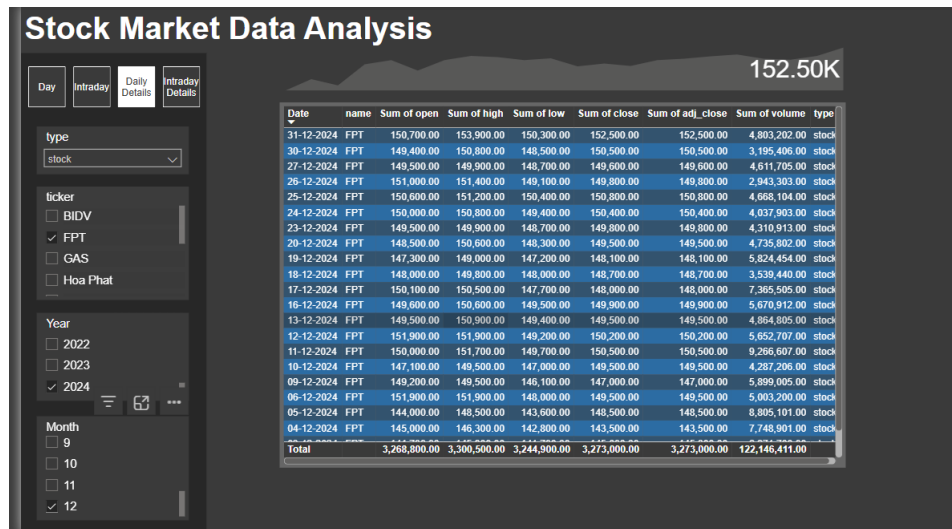 Stock Market Data Analysis
Day
Intraday
Daily
Details
Intraday
Details
152.50K
type
stock
ticker
BIDV
FPT
GAS
Hoa Phat
Year
2022
2023
2024
Month
9
10
11
12
Date name Sum of open Sum of high Sum of low Sum of close Sum of adj_close Sum of volume type
31-12-2024 FPT 150,700.00 153,900.00 150,300.00 152,500.00 152,500.00 4,803,202.00 stock
30-12-2024 FPT 149,400.00 150,800.00 148,500.00 150,500.00 150,500.00 3,195,406.00 stock
27-12-2024 FPT 149,500.00 149,900.00 148,700.00 149,600.00 149,600.00 4,611,705.00 stock
26-12-2024 FPT 151,000.00 151,400.00 149,100.00 149,800.00 149,800.00 2,943,303.00 stock
25-12-2024 FPT 150,600.00 151,200.00 150,400.00 150,800.00 150,800.00 4,668,104.00 stock
24-12-2024 FPT 150,000.00 150,800.00 149,400.00 150,400.00 150,400.00 4,037,903.00 stock
23-12-2024 FPT 149,500.00 149,900.00 148,700.00 149,800.00 149,800.00 4,310,913.00 stock
20-12-2024 FPT 148,500.00 150,600.00 148,300.00 149,500.00 149,500.00 4,735,802.00 stock
19-12-2024 FPT 147,300.00 149,000.00 147,200.00 148,100.00 148,100.00 5,824,454.00 stock
18-12-2024 FPT 148,000.00 149,800.00 148,000.00 148,700.00 148,700.00 3,539,440.00 stock
17-12-2024 FPT 150,100.00 150,500.00 147,700.00 148,000.00 148,000.00 7,365,505.00 stock
16-12-2024 FPT 149,600.00 150,600.00 149,500.00 149,900.00 149,900.00 5,670,912.00 stock
13-12-2024 FPT 149,500.00 150,900.00 149,400.00 149,500.00 149,500.00 4,864,805.00 stock
12-12-2024 FPT 151,900.00 151,900.00 149,200.00 150,200.00 150,200.00 5,652,707.00 stock
11-12-2024 FPT 150,000.00 151,700.00 149,700.00 150,500.00 150,500.00 9,266,607.00 stock
10-12-2024 FPT 147,100.00 149,500.00 147,000.00 149,500.00 149,500.00 4,287,206.00 stock
09-12-2024 FPT 149,200.00 149,500.00 146,100.00 147,000.00 147,000.00 5,899,005.00 stock
06-12-2024 FPT 151,900.00 151,900.00 148,000.00 149,500.00 149,500.00 5,003,200.00 stock
05-12-2024 FPT 144,000.00 148,500.00 143,600.00 148,500.00 148,500.00 8,805,101.00 stock
04-12-2024 FPT 145,000.00 146,300.00 142,800.00 143,500.00 143,500.00 7,748,901.00 stock
Total 3,268,800.00 3,300,500.00 3,244,900.00 3,273,000.00 3,273,000.00 122,146,411.00